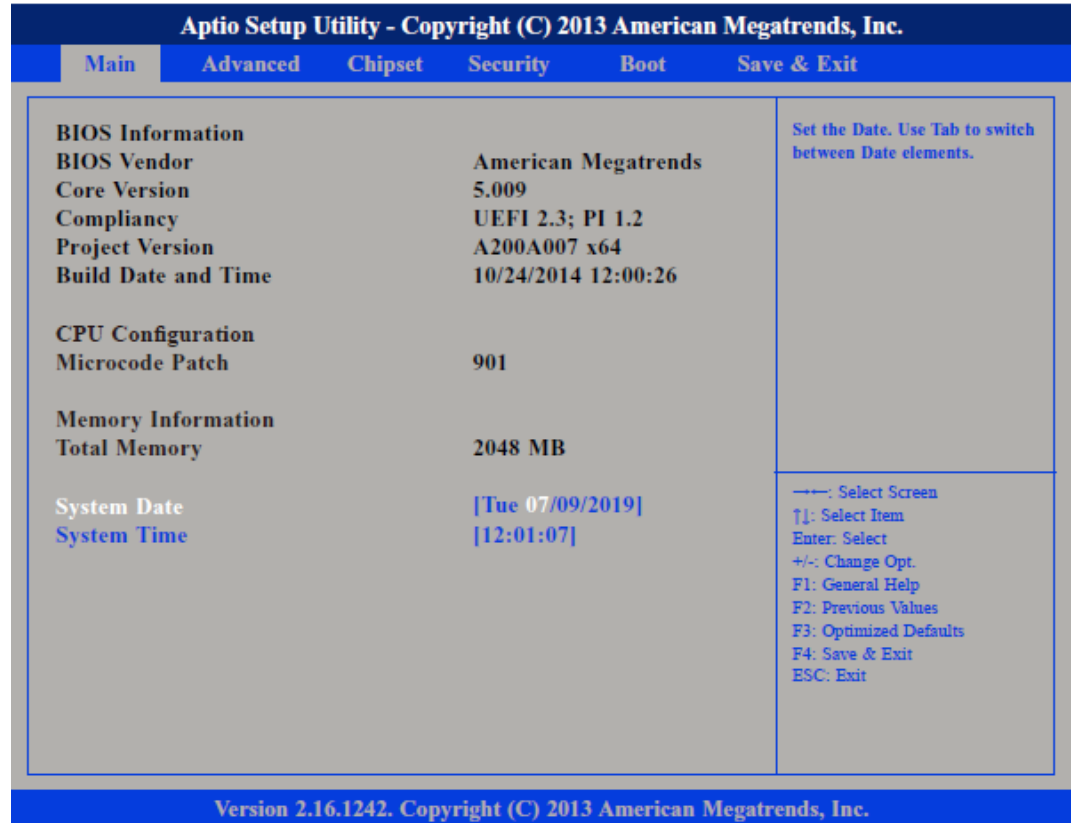 Aptio Setup Utility - Copyright (C) 2013 American Megatrends, Inc.
Main Advanced Chipset Security Boot Save & Exit
BIOS Information
BIOS Vendor American Megatrends
Core Version 5.009
Compliancy UEFI 2.3; PI 1.2
Project Version A200A007 x64
Build Date and Time 10/24/2014 12:00:26
CPU Configuration
Microcode Patch 901
Memory Information
Total Memory 2048 MB
System Date [Tue 07/09/2019]
System Time [12:01:07]
Set the Date. Use Tab to switch
between Date elements.
→←: Select Screen
↑↓: Select Item
Enter: Select
+/-: Change Opt.
F1: General Help
F2: Previous Values
F3: Optimized Defaults
F4: Save & Exit
ESC: Exit
Version 2.16.1242. Copyright (C) 2013 American Megatrends, Inc.